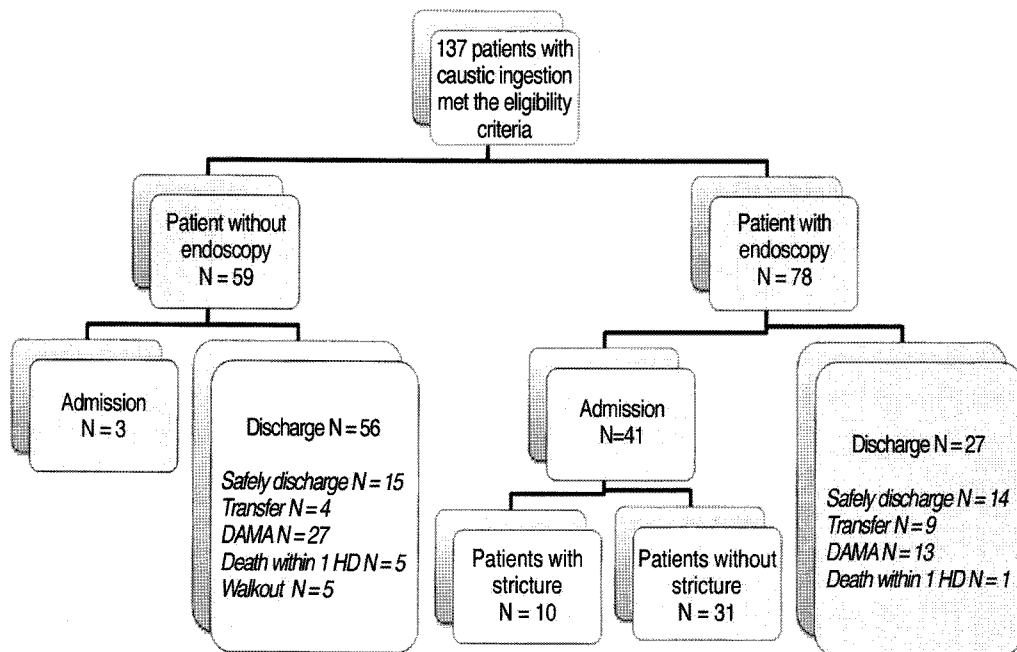 137 patients with
caustic ingestion
met the eligibility
criteria
Patient without
endoscopy
N = 59
Patient with
endoscopy
N = 78
Admission
N = 3
Discharge N = 56
Safely discharge N = 15
Transfer N = 4
DAMA N = 27
Death within 1 HD N = 5
Walkout N = 5
Admission
N=41
Patients with
stricture
N = 10
Patients without
stricture
N = 31
Discharge N = 27
Safely discharge N = 14
Transfer N = 9
DAMA N = 13
Death within 1 HD N = 1